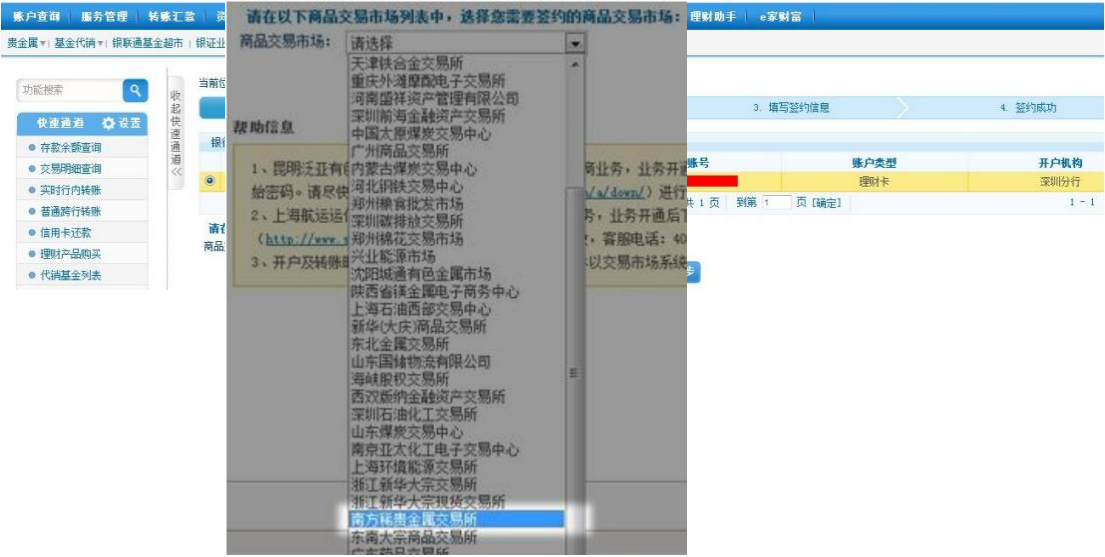 账户查询 服务管理 转账汇款 资
贵金属 基金代销 银联通基金超市 银证业
理财助手 e家财富
功能搜索
收起快速通道
快速通道 设置
存款余额查询
交易明细查询
实时行内转账
普通跨行转账
信用卡还款
理财产品购买
代销基金列表
当前位
银行
请在
商品
请在以下商品交易市场列表中，选择您需要签约的商品交易市场：
商品交易市场： 请选择
天津铁合金交易所
重庆外滩摩配电子交易所
河南盛祥资产管理有限公司
深圳前海金融资产交易所
中国太原煤炭交易中心
广州商品交易所
内蒙古煤炭交易中心
河北钢铁交易中心
郑州粮食批发市场
深圳碳排放交易所
郑州棉花交易市场
兴业能源市场
沈阳城通有色金属市场
陕西省镁金属电子商务中心
上海石油西部交易中心
新华(大庆)商品交易所
东北金属交易所
山东国储物流有限公司
海峡股权交易所
西双版纳金融资产交易所
深圳石油化工交易所
山东煤炭交易中心
南京亚太化工电子交易中心
上海环境能源交易所
浙江新华大宗交易所
浙江新华大宗现货交易所
南方稀贵金属交易所
东南大宗商品交易所
广东药品交易所
帮助信息
1、昆明泛亚有 商业务，业务开通
始密码。请尽快 /a/down/）进行
2、上海航运运 务，业务开通后
（http://www. ，客服电话：40
3、开户及转账 以交易市场系统
3. 填写签约信息 4. 签约成功
账号 账户类型 开户机构
理财卡 深圳分行
共 1 页 到第 1 页 [确定] 1 - 1
步